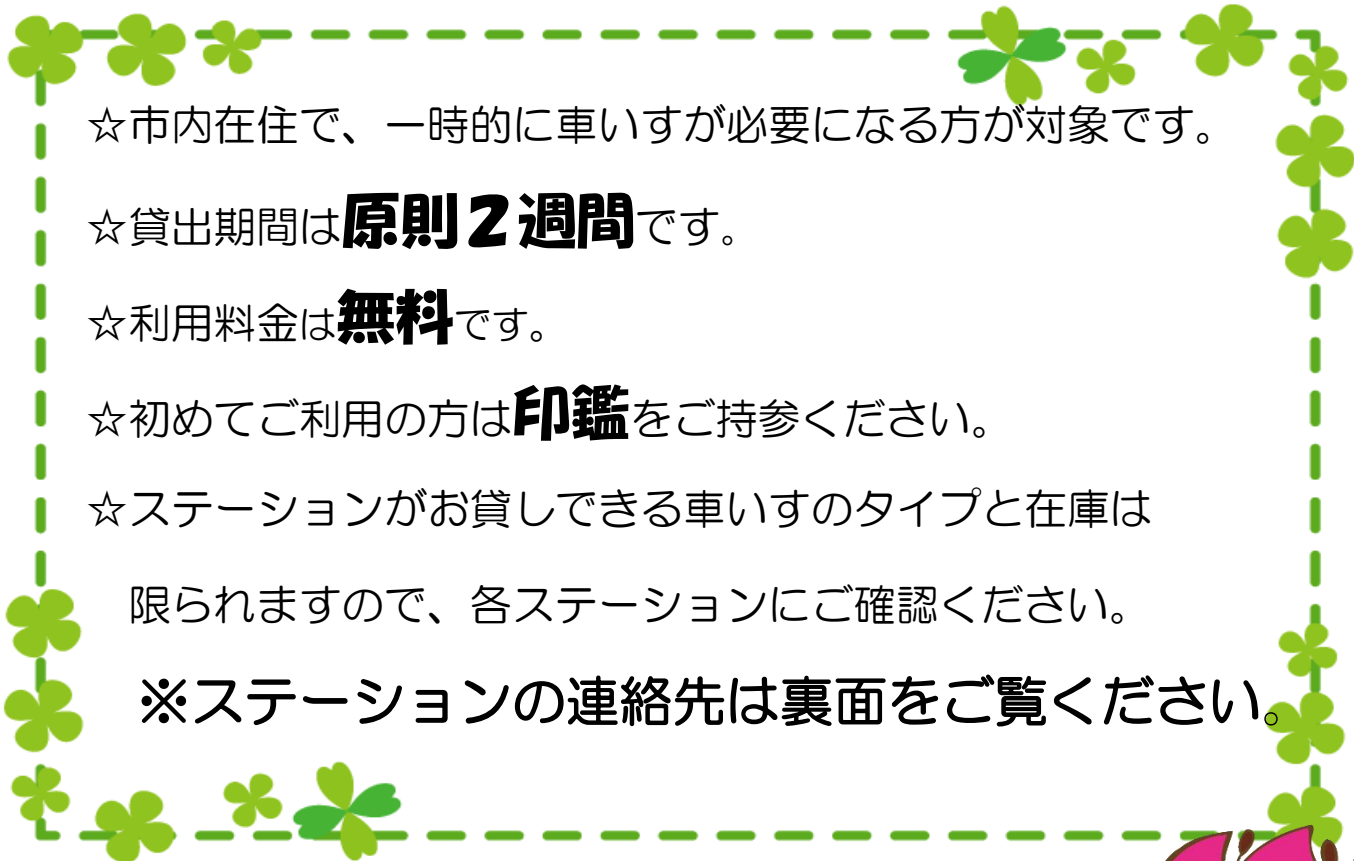 ☆市内在住で、一時的に車いすが必要になる方が対象です。
☆貸出期間は原則２週間です。
☆利用料金は無料です。
☆初めてご利用の方は印鑑をご持参ください。
☆ステーションがお貸しできる車いすのタイプと在庫は
限られますので、各ステーションにご確認ください。
※ステーションの連絡先は裏面をご覧ください。